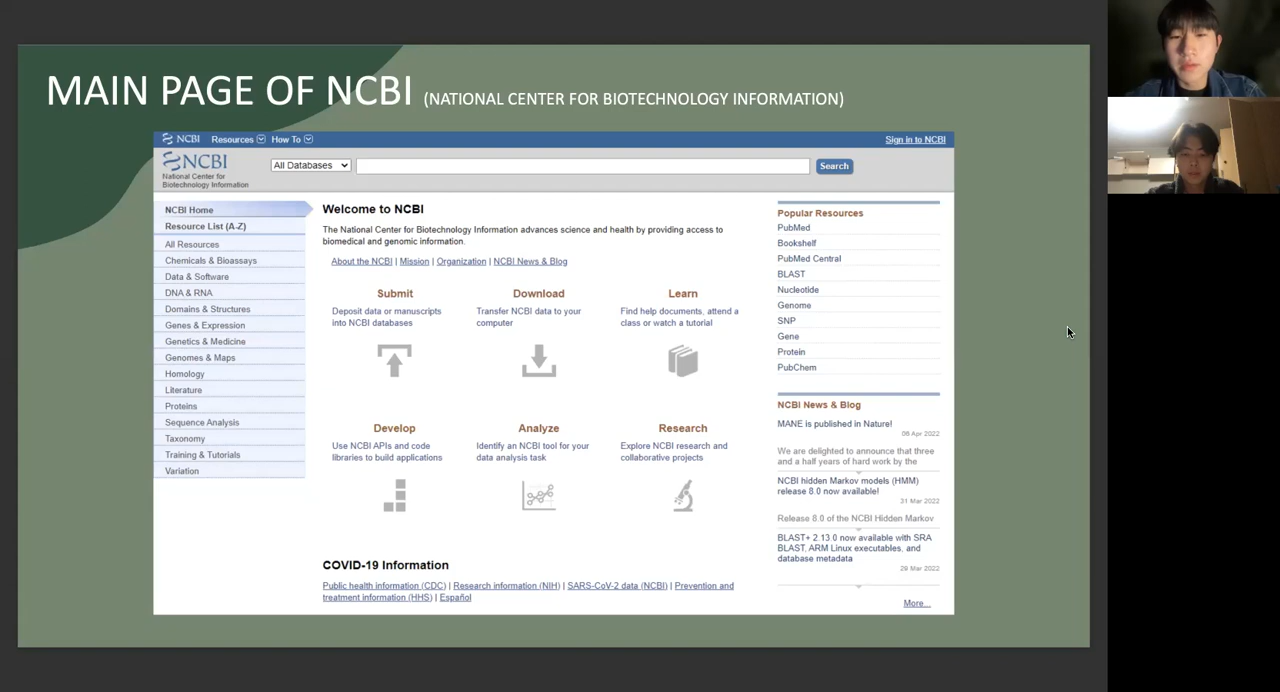 MAIN PAGE OF NCBI (NATIONAL CENTER FOR BIOTECHNOLOGY INFORMATION)
NCBI Resources How To Sign in to NCBI
NCBI
National Center for
Biotechnology Information
All Databases
Search
NCBI Home
Resource List (A-Z)
All Resources
Chemicals & Bioassays
Data & Software
DNA & RNA
Domains & Structures
Genes & Expression
Genetics & Medicine
Genomes & Maps
Homology
Literature
Proteins
Sequence Analysis
Taxonomy
Training & Tutorials
Variation
Welcome to NCBI
The National Center for Biotechnology Information advances science and health by providing access to
biomedical and genomic information.
About the NCBI | Mission | Organization | NCBI News & Blog
Submit
Deposit data or manuscripts
into NCBI databases
Download
Transfer NCBI data to your
computer
Learn
Find help documents, attend a
class or watch a tutorial
Develop
Use NCBI APIs and code
libraries to build applications
Analyze
Identify an NCBI tool for your
data analysis task
Research
Explore NCBI research and
collaborative projects
COVID-19 Information
Public health information (CDC) | Research information (NIH) | SARS-CoV-2 data (NCBI) | Prevention and
treatment information (HHS) | Español
Popular Resources
PubMed
Bookshelf
PubMed Central
BLAST
Nucleotide
Genome
SNP
Gene
Protein
PubChem
NCBI News & Blog
MANE is published in Nature!
06 Apr 2022
We are delighted to announce that three
and a half years of hard work by the
NCBI hidden Markov models (HMM)
release 8.0 now available!
31 Mar 2022
Release 8.0 of the NCBI Hidden Markov
BLAST+ 2.13.0 now available with SRA
BLAST, ARM Linux executables, and
database metadata
29 Mar 2022
More...